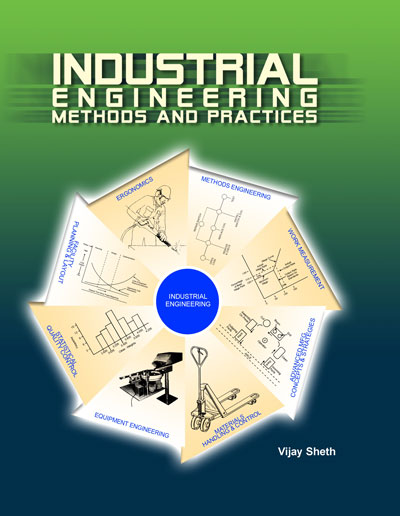 INDUSTRIAL
ENGINEERING
METHODS AND PRACTICES
ERGONOMICS
METHODS ENGINEERING
WORK MEASUREMENT
ADVANCED MFG.
CONCEPTS & STRATEGIES
MATERIALS
HANDLING & CONTROL
EQUIPMENT ENGINEERING
STATISTICAL
QUALITY CONTROL
FACILITY
PLANNING & LAYOUT
INDUSTRIAL
ENGINEERING
Vijay Sheth